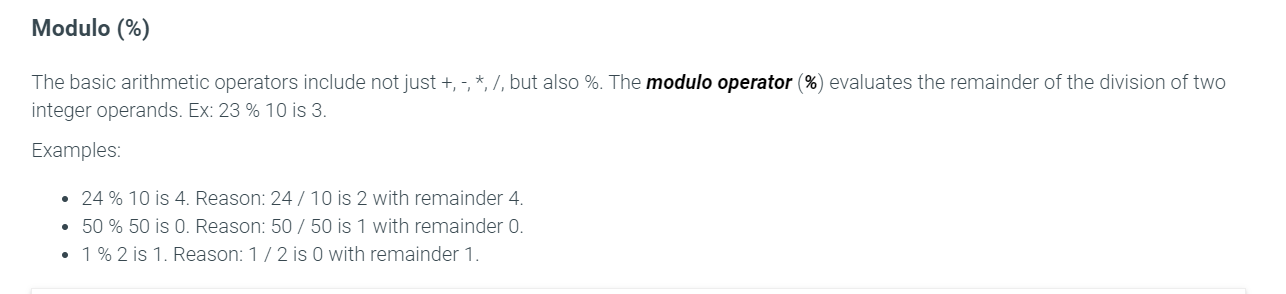 Modulo (%)
The basic arithmetic operators include not just +, -, *, /, but also %. The modulo operator (%) evaluates the remainder of the division of two
integer operands. Ex: 23 % 10 is 3.
Examples:
• 24 % 10 is 4. Reason: 24 / 10 is 2 with remainder 4.
• 50 % 50 is 0. Reason: 50 / 50 is 1 with remainder 0.
• 1 % 2 is 1. Reason: 1 / 2 is 0 with remainder 1.